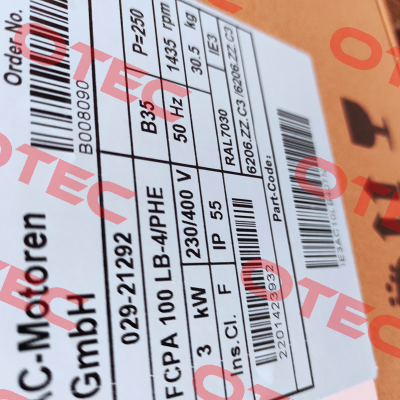 Order No.
B008090
AC-Motoren
GmbH
029-21292 B35 P=250
FCPA 100 LB-4/PHE 50 Hz 1435 rpm
3 kW 230/400 V 30.5 kg
Ins.Cl. F IP 55 RAL7030 IE3
6206.ZZ.C3/6206.ZZ.C3
2201423932
Part-Code:
OTEC
OTEC
OTEC
OTEC
OTEC